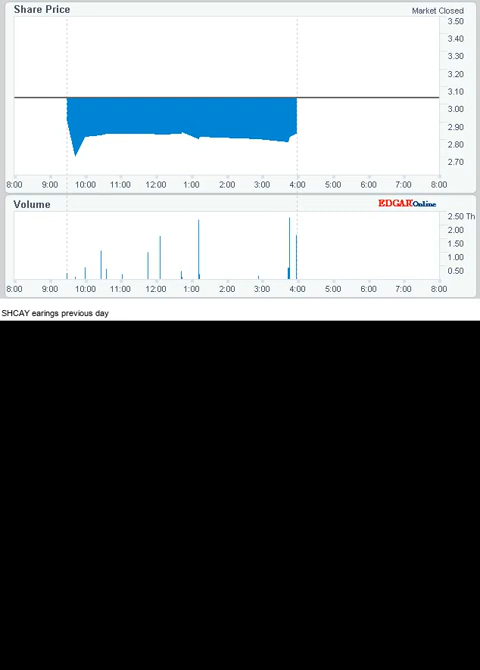 Share Price
Market Closed
3.50
3.40
3.30
3.20
3.10
3.00
2.90
2.80
2.70
8:00 9:00 10:00 11:00 12:00 1:00 2:00 3:00 4:00 5:00 6:00 7:00 8:00
Volume
EDGAR Online
2.50 Th
2.00
1.50
1.00
0.50
8:00 9:00 10:00 11:00 12:00 1:00 2:00 3:00 4:00 5:00 6:00 7:00 8:00
SHCAY earings previous day